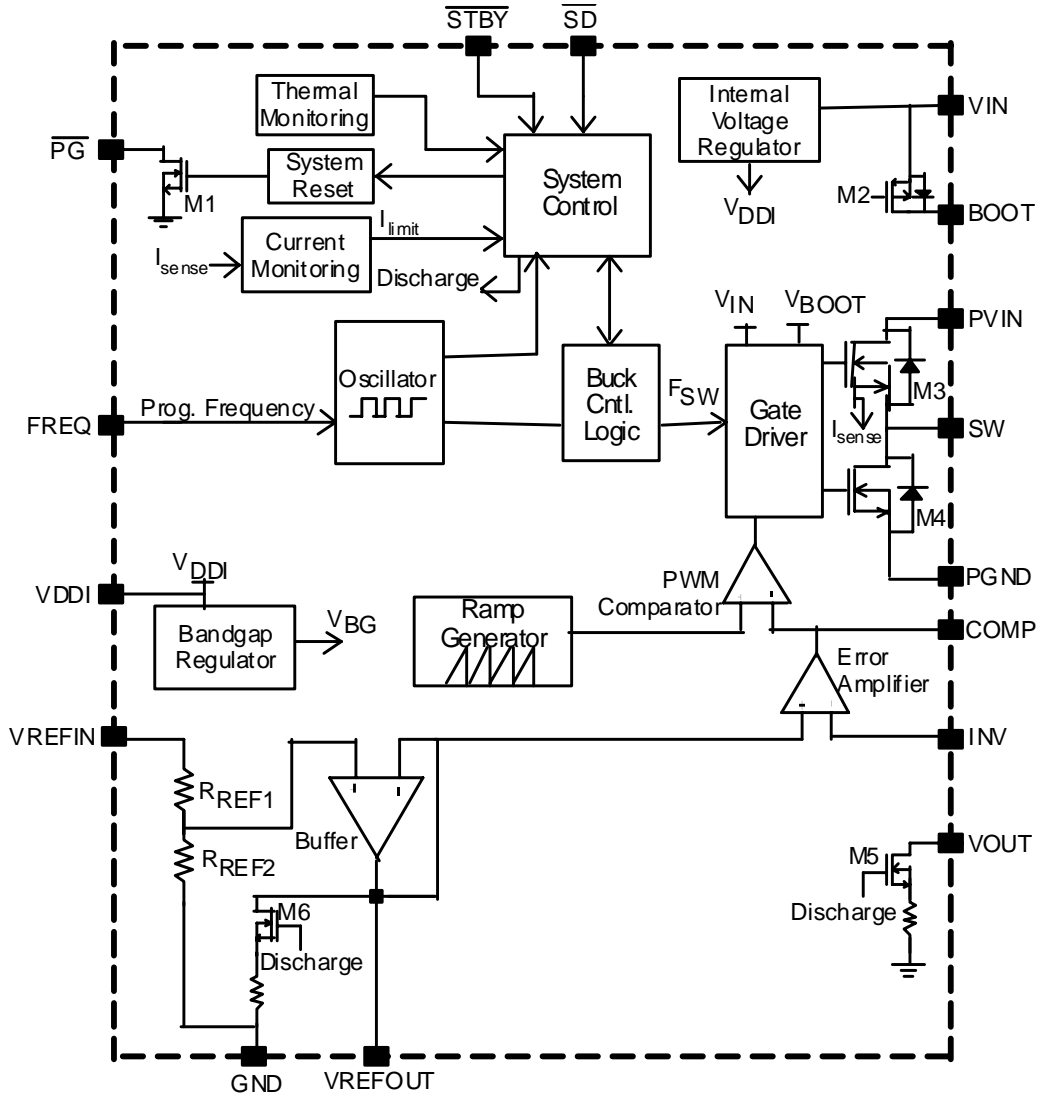 STBY
SD
Thermal
Monitoring
Internal
Voltage
Regulator
VIN
PG
System
Reset
System
Control
M1
VDDI
M2
BOOT
Ilimit
Isense
Current
Monitoring
Discharge
VIN
VBOOT
PVIN
Oscillator
Buck
Cntl.
Logic
FSW
Gate
Driver
M3
FREQ
Prog. Frequency
Isense
SW
M4
VDDI
VDDI
PWM
Comparator
PGND
Bandgap
Regulator
VBG
Ramp
Generator
COMP
Error
Amplifier
VREFIN
INV
RREF1
Buffer
RREF2
M5
VOUT
M6
Discharge
Discharge
GND
VREFOUT